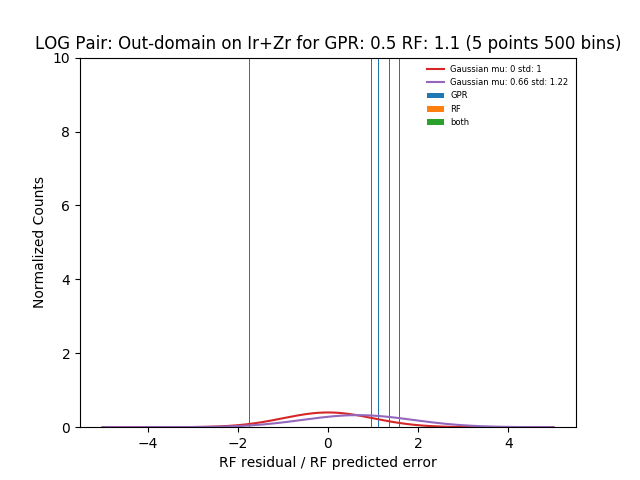 LOG Pair: Out-domain on Ir+Zr for GPR: 0.5 RF: 1.1 (5 points 500 bins)
Gaussian mu: 0 std: 1
Gaussian mu: 0.66 std: 1.22
GPR
RF
both
Normalized Counts
10
8
6
4
2
0
−4
−2
0
2
4
RF residual / RF predicted error